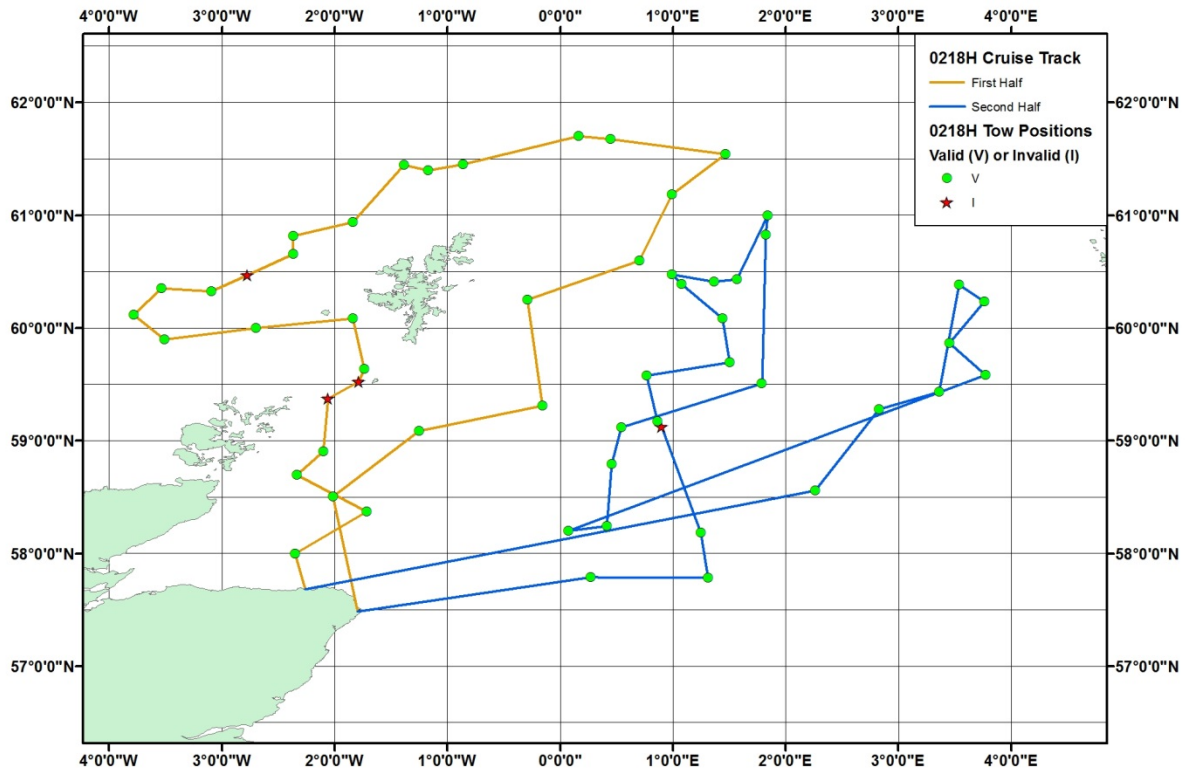 4°0'0"W 3°0'0"W 2°0'0"W 1°0'0"W 0°0'0" 1°0'0"E 2°0'0"E 3°0'0"E 4°0'0"E
0218H Cruise Track
First Half
Second Half
0218H Tow Positions
Valid (V) or Invalid (I)
V
I
62°0'0"N 62°0'0"N
61°0'0"N 61°0'0"N
60°0'0"N 60°0'0"N
59°0'0"N 59°0'0"N
58°0'0"N 58°0'0"N
57°0'0"N 57°0'0"N
4°0'0"W 3°0'0"W 2°0'0"W 1°0'0"W 0°0'0" 1°0'0"E 2°0'0"E 3°0'0"E 4°0'0"E